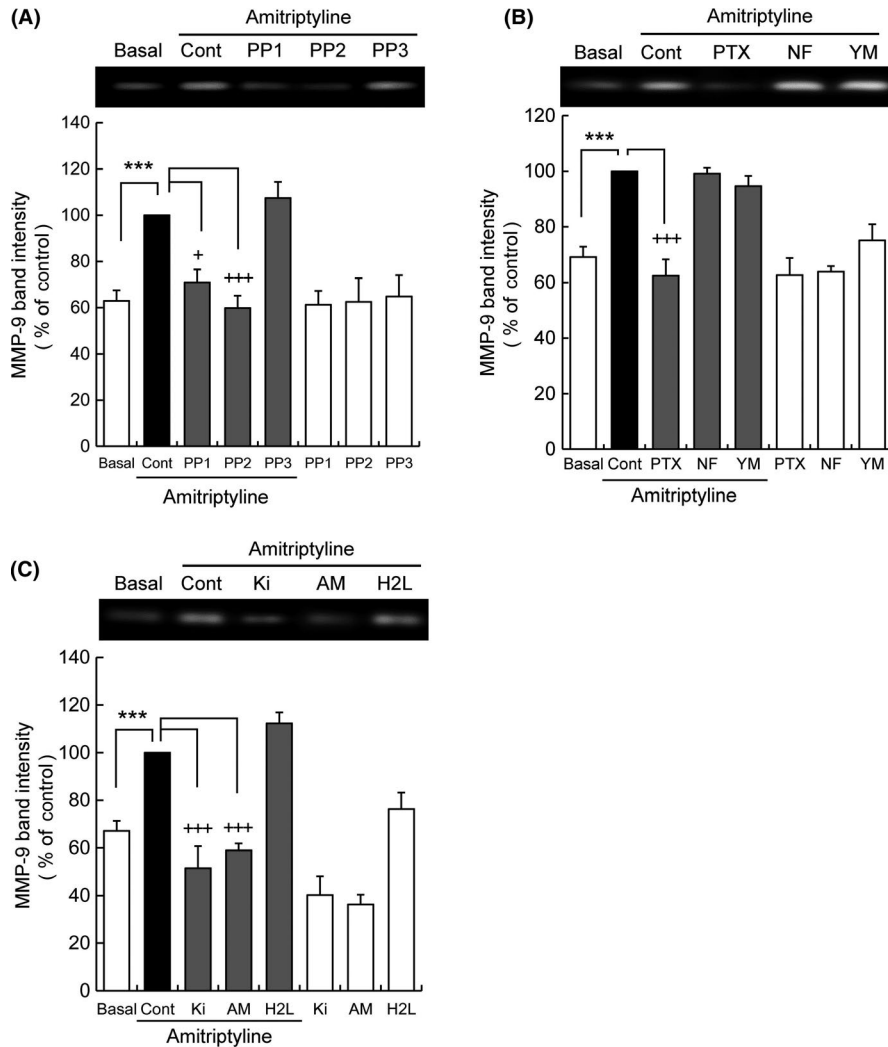 (A)
Amitriptyline
Basal Cont PP1 PP2 PP3
MMP-9 band intensity
( % of control )
140
120
100
80
60
40
20
0
***
+
+++
Basal Cont PP1 PP2 PP3 PP1 PP2 PP3
Amitriptyline
(B)
Amitriptyline
Basal Cont PTX NF YM
MMP-9 band intensity
( % of control )
120
100
80
60
40
20
0
***
+++
Basal Cont PTX NF YM PTX NF YM
Amitriptyline
(C)
Amitriptyline
Basal Cont Ki AM H2L
MMP-9 band intensity
( % of control )
140
120
100
80
60
40
20
0
***
+++ +++
Basal Cont Ki AM H2L Ki AM H2L
Amitriptyline